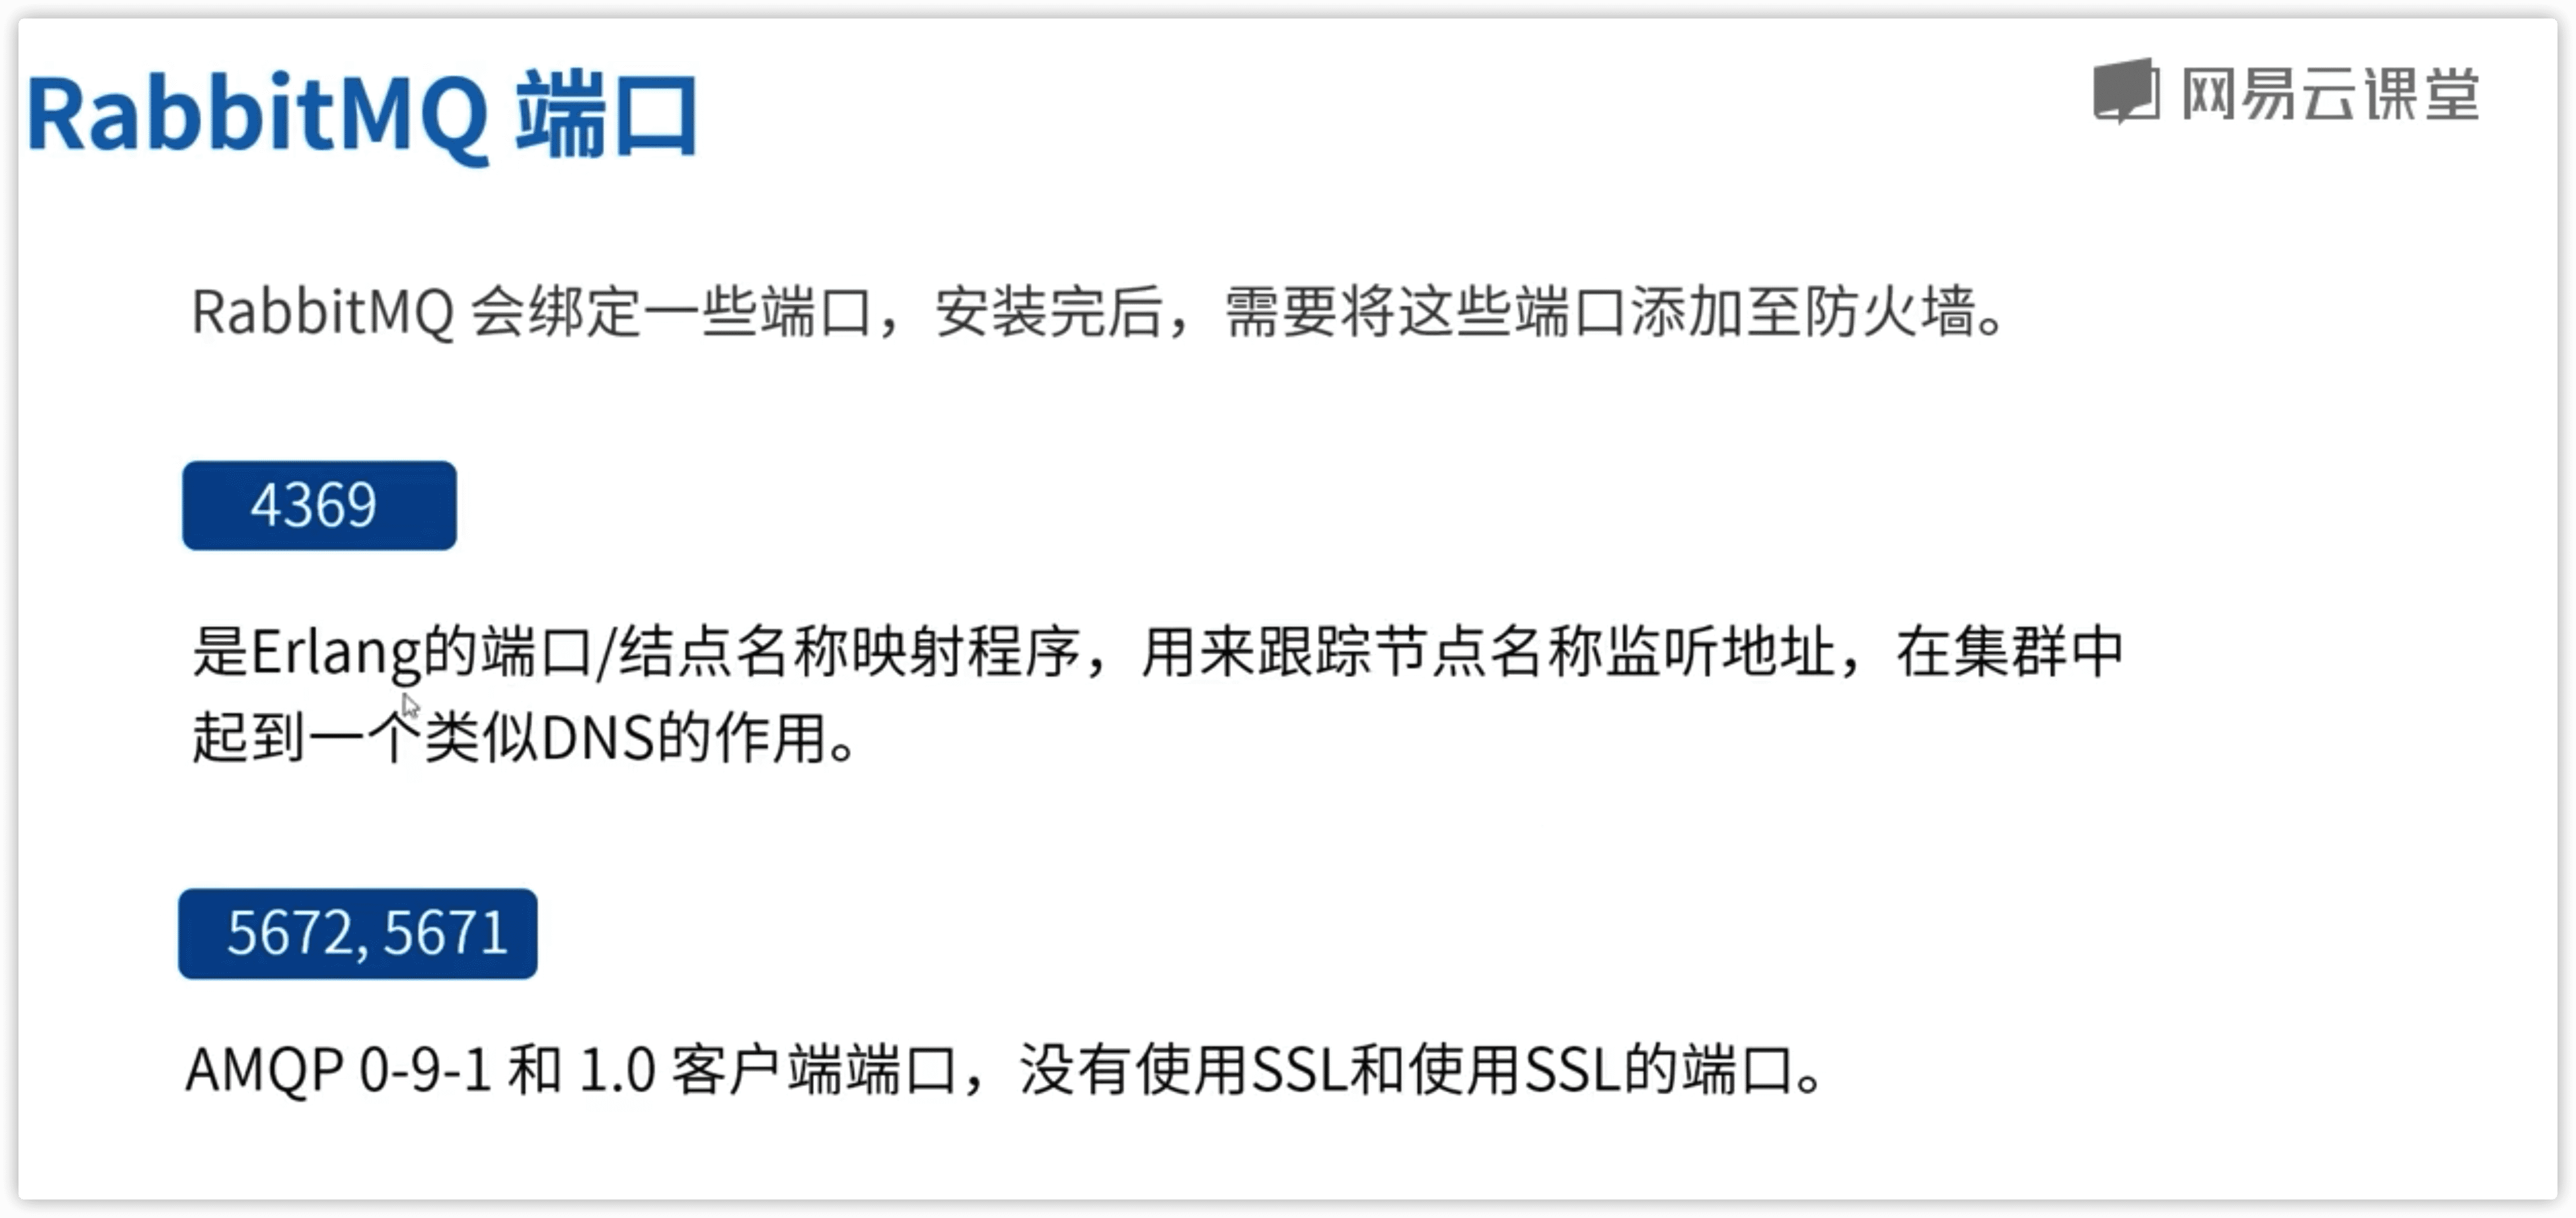 RabbitMQ 端口
网易云课堂
RabbitMQ 会绑定一些端口，安装完后，需要将这些端口添加至防火墙。
4369
是Erlang的端口/结点名称映射程序，用来跟踪节点名称监听地址，在集群中
起到一个类似DNS的作用。
5672, 5671
AMQP 0-9-1 和 1.0 客户端端口，没有使用SSL和使用SSL的端口。